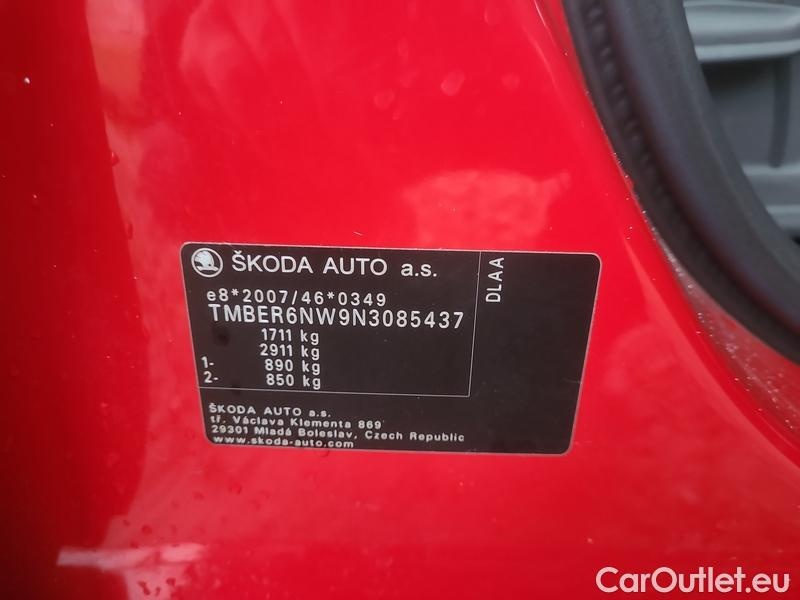 ŠKODA AUTO a.s.
DLAA
e8*2007/46*0349
TMBER6NW9N3085437
1711 kg
2911 kg
1- 890 kg
2- 850 kg
ŠKODA AUTO a.s.
tř. Václava Klementa 869
29301 Mladá Boleslav, Czech Republic
www.skoda-auto.com
CarOutlet.eu